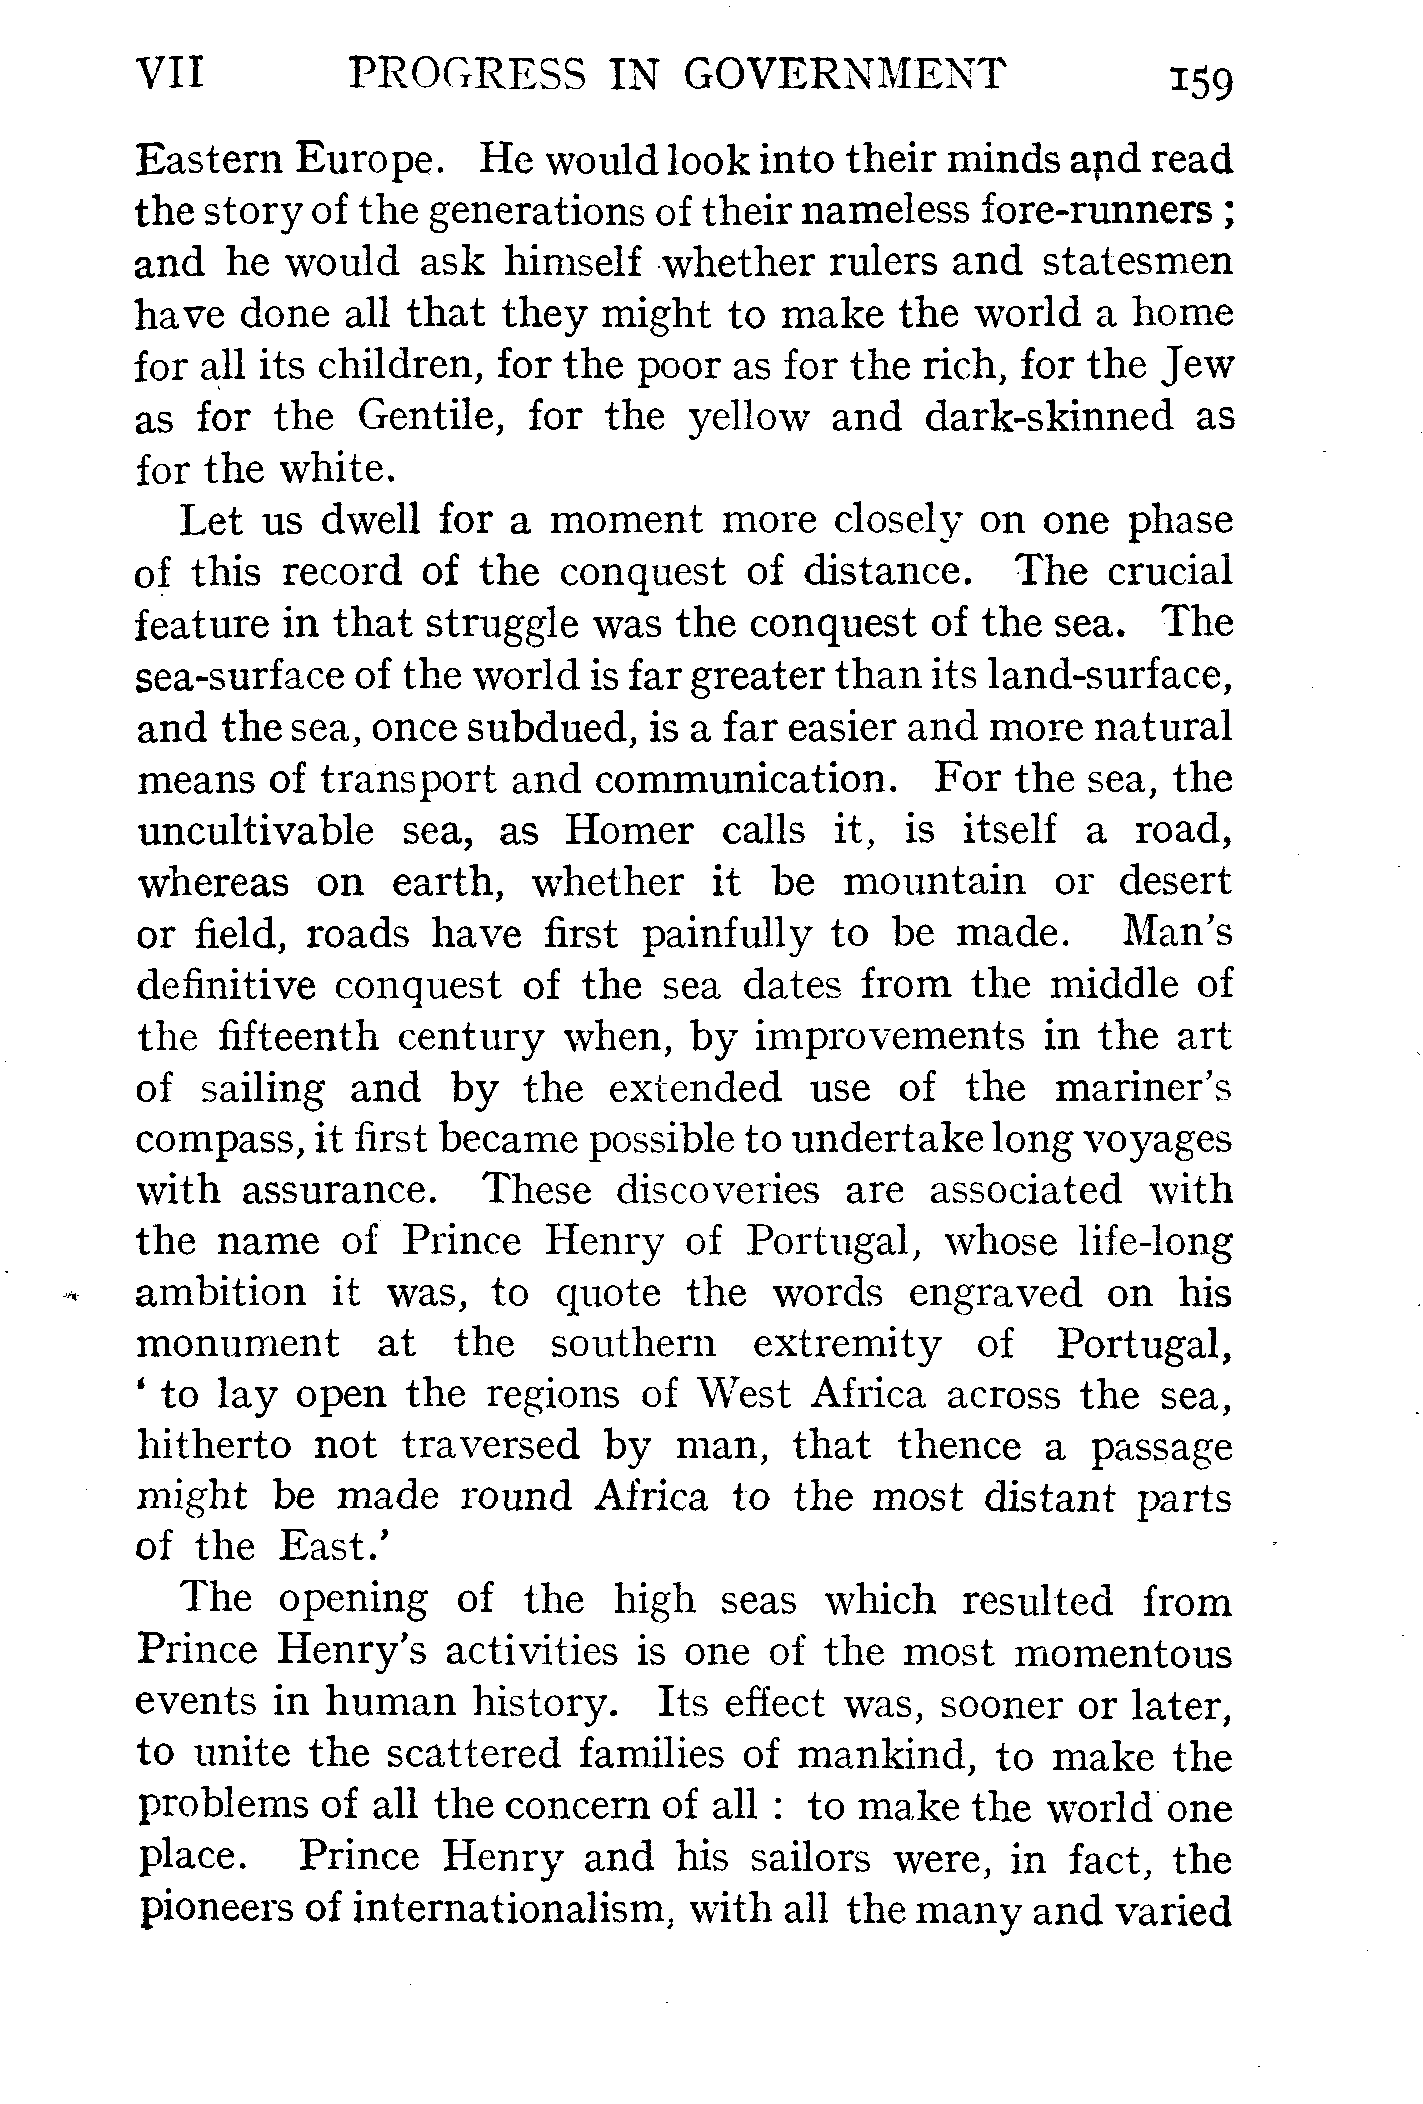 VII PROGRESS IN GOVERNMENT 159
Eastern Europe. He would look into their minds and read
the story of the generations of their nameless fore-runners ;
and he would ask himself whether rulers and statesmen
have done all that they might to make the world a home
for all its children, for the poor as for the rich, for the Jew
as for the Gentile, for the yellow and dark-skinned as
for the white.
Let us dwell for a moment more closely on one phase
of this record of the conquest of distance. The crucial
feature in that struggle was the conquest of the sea. The
sea-surface of the world is far greater than its land-surface,
and the sea, once subdued, is a far easier and more natural
means of transport and communication. For the sea, the
uncultivable sea, as Homer calls it, is itself a road,
whereas on earth, whether it be mountain or desert
or field, roads have first painfully to be made. Man's
definitive conquest of the sea dates from the middle of
the fifteenth century when, by improvements in the art
of sailing and by the extended use of the mariner's
compass, it first became possible to undertake long voyages
with assurance. These discoveries are associated with
the name of Prince Henry of Portugal, whose life-long
ambition it was, to quote the words engraved on his
monument at the southern extremity of Portugal,
‘ to lay open the regions of West Africa across the sea,
hitherto not traversed by man, that thence a passage
might be made round Africa to the most distant parts
of the East.’
The opening of the high seas which resulted from
Prince Henry's activities is one of the most momentous
events in human history. Its effect was, sooner or later,
to unite the scattered families of mankind, to make the
problems of all the concern of all : to make the world one
place. Prince Henry and his sailors were, in fact, the
pioneers of internationalism, with all the many and varied